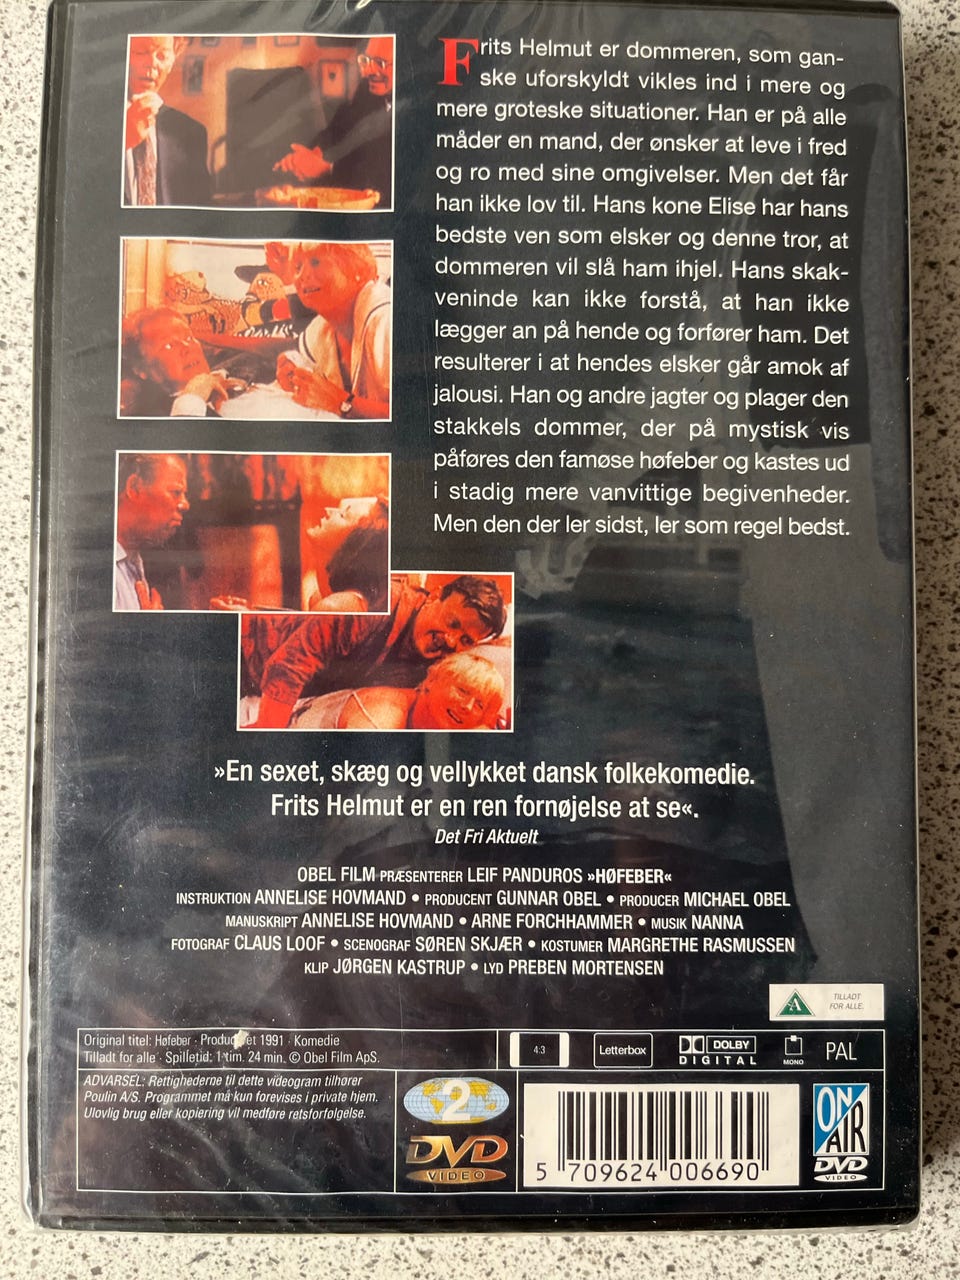 Frits Helmut er dommeren, som gan-
ske uforskyldt vikles ind i mere og
mere groteske situationer. Han er på alle
måder en mand, der ønsker at leve i fred
og ro med sine omgivelser. Men det får
han ikke lov til. Hans kone Elise har hans
bedste ven som elsker og denne tror, at
dommeren vil slå ham ihjel. Hans skak-
veninde kan ikke forstå, at han ikke
lægger an på hende og forfører ham. Det
resulterer i at hendes elsker går amok af
jalousi. Han og andre jagter og plager den
stakkels dommer, der på mystisk vis
påføres den famøse høfeber og kastes ud
i stadig mere vanvittige begivenheder.
Men den der ler sidst, ler som regel bedst.
»En sexet, skæg og vellykket dansk folkekomedie.
Frits Helmut er en ren fornøjelse at se«.
Det Fri Aktuelt
OBEL FILM PRÆSENTERER LEIF PANDUROS »HØFEBER«
INSTRUKTION ANNELISE HOVMAND • PRODUCENT GUNNAR OBEL • PRODUCER MICHAEL OBEL
MANUSKRIPT ANNELISE HOVMAND • ARNE FORCHHAMMER • MUSIK NANNA
FOTOGRAF CLAUS LOOF • SCENOGRAF SØREN SKJÆR • KOSTUMER MARGRETHE RASMUSSEN
KLIP JØRGEN KASTRUP • LYD PREBEN MORTENSEN
A TILLADT
FOR ALLE.
Original titel: Høfeber · Produceret 1991 · Komedie
Tilladt for alle · Spilletid: 1 tim. 24 min. © Obel Film ApS.
4:3
Letterbox
DOLBY
DIGITAL
MONO
PAL
ADVARSEL: Rettighederne til dette videogram tilhører
Poulin A/S. Programmet må kun forevises i private hjem.
Ulovlig brug eller kopiering vil medføre retsforfølgelse.
2
DVD
VIDEO
5 709624 006690
ON
AIR
DVD
VIDEO